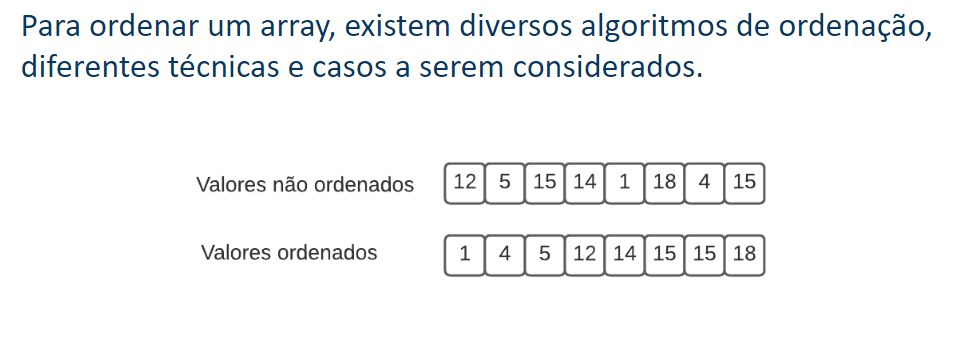 Para ordenar um array, existem diversos algoritmos de ordenação,
diferentes técnicas e casos a serem considerados.
Valores não ordenados 12 5 15 14 1 18 4 15
Valores ordenados 1 4 5 12 14 15 15 18